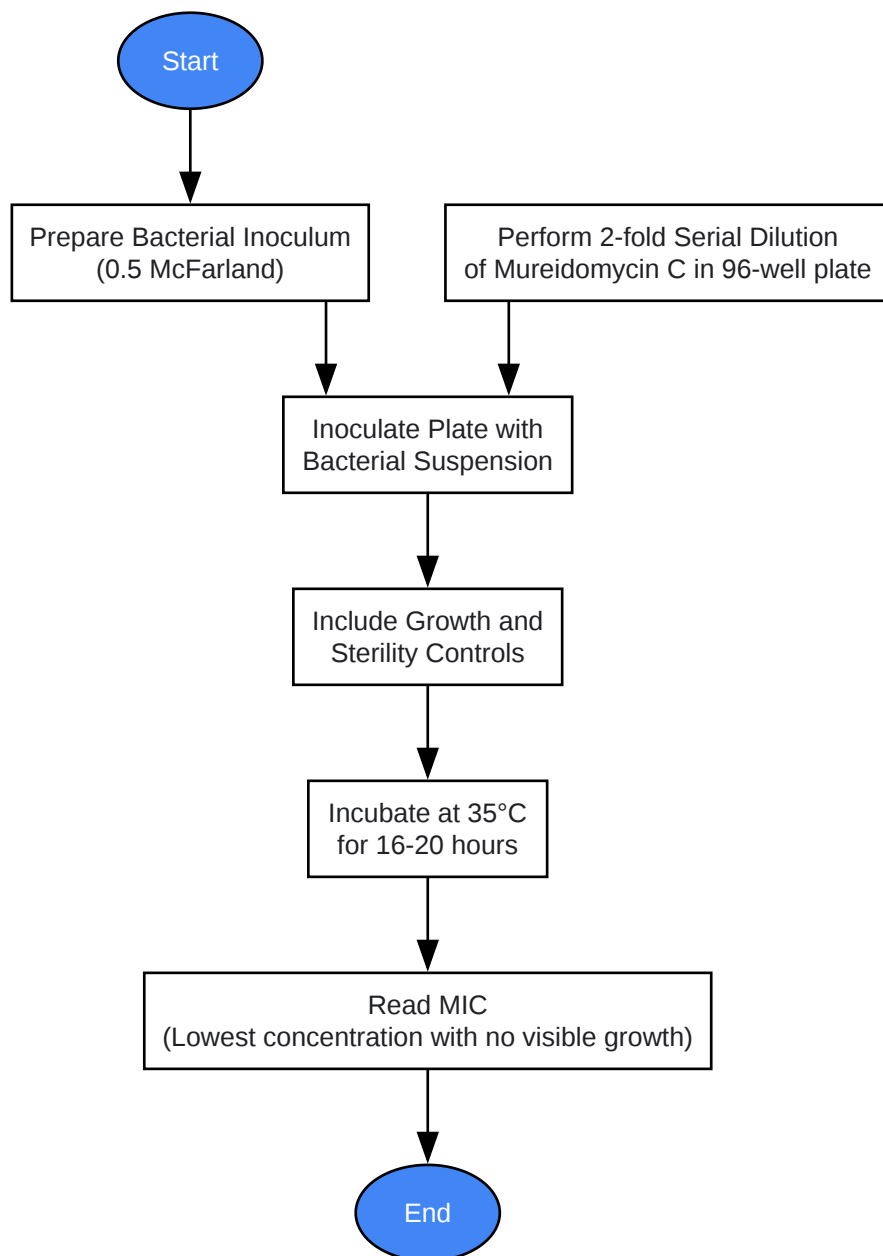 Start
Prepare Bacterial Inoculum
(0.5 McFarland)
Perform 2-fold Serial Dilution
of Mureidomycin C in 96-well plate
Inoculate Plate with
Bacterial Suspension
Include Growth and
Sterility Controls
Incubate at 35°C
for 16-20 hours
Read MIC
(Lowest concentration with no visible growth)
End